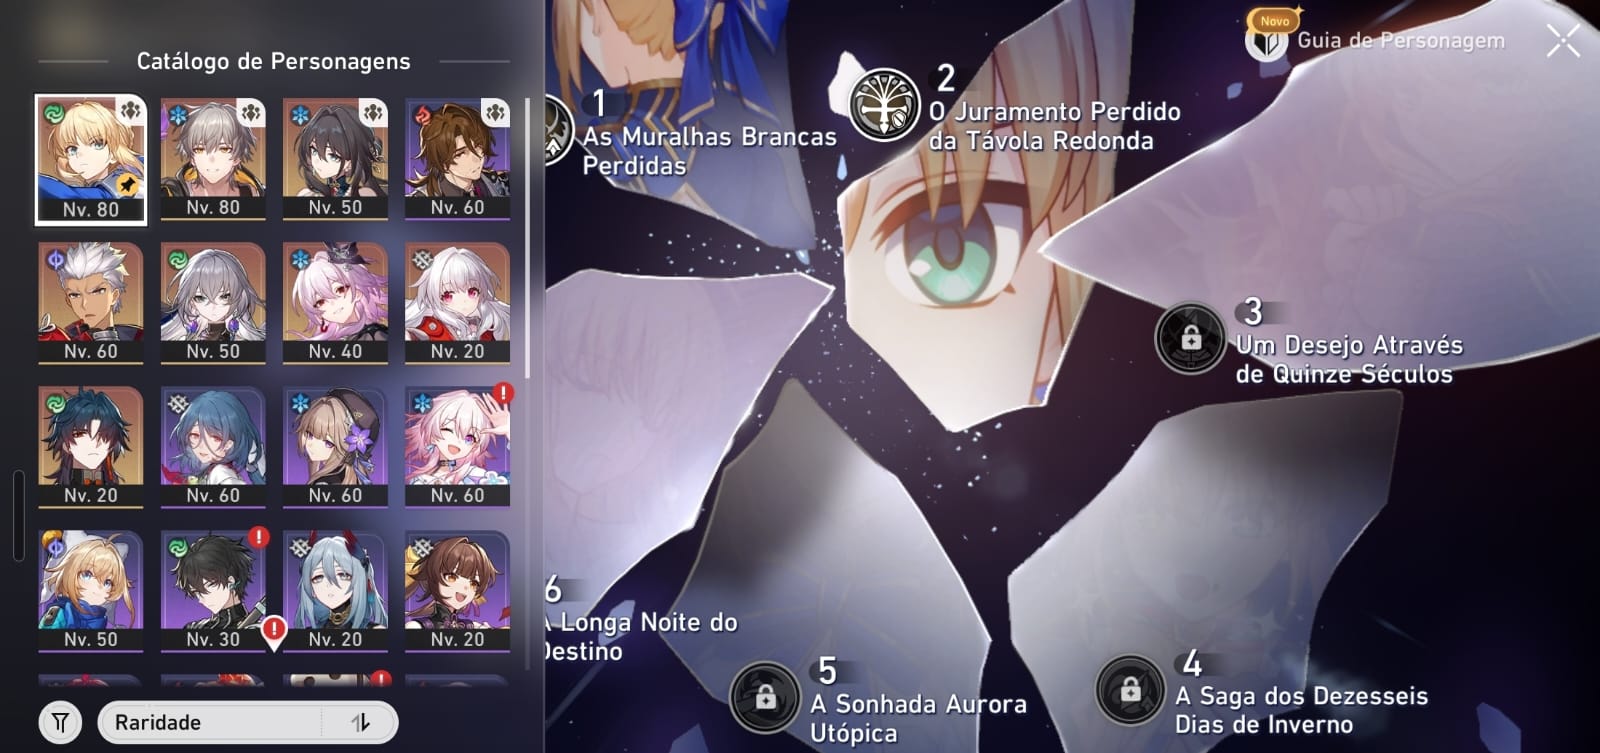 Catálogo de Personagens
Nv. 80
Nv. 80
Nv. 50
Nv. 60
Nv. 60
Nv. 50
Nv. 40
Nv. 20
Nv. 20
Nv. 60
Nv. 60
Nv. 60
Nv. 50
Nv. 30
Nv. 20
Nv. 20
Raridade
Novo
Guia de Personagem
1
As Muralhas Brancas
Perdidas
2
O Juramento Perdido
da Távola Redonda
3
Um Desejo Através
de Quinze Séculos
4
A Saga dos Dezesseis
Dias de Inverno
5
A Sonhada Aurora
Utópica
6
A Longa Noite do
Destino